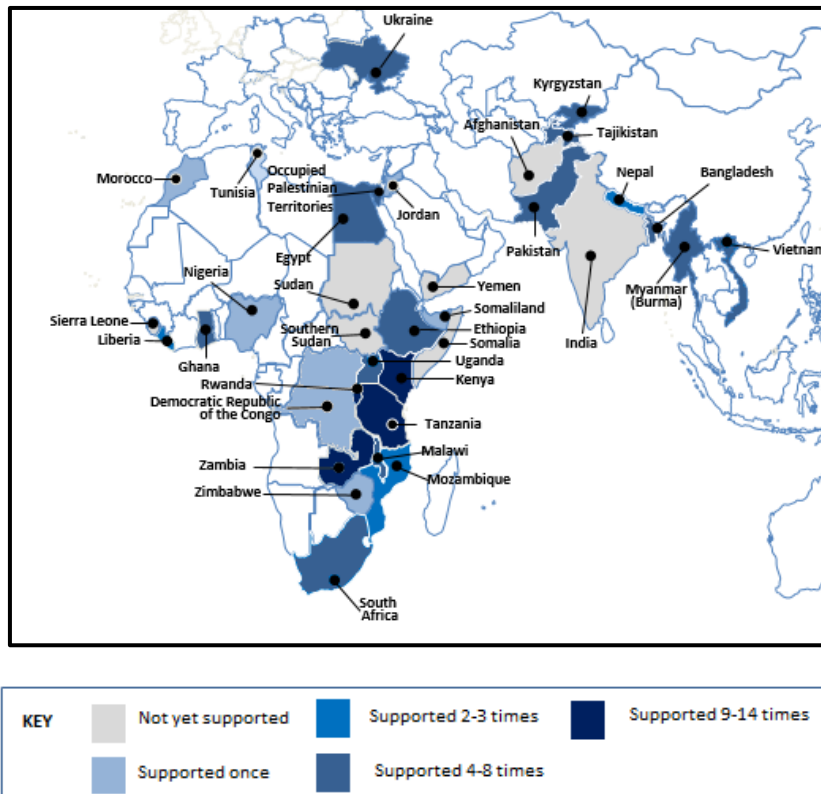 Ukraine
Kyrgyzstan
Afghanistan
Tajikistan
Morocco
Tunisia
Occupied
Palestinian
Territories
Jordan
Nepal
Bangladesh
Pakistan
Egypt
Vietnam
Nigeria
Sudan
Yemen
Myanmar
(Burma)
Sierra Leone
Liberia
Somaliland
Southern
Sudan
Ethiopia
Somalia
India
Ghana
Uganda
Rwanda
Kenya
Democratic Republic
of the Congo
Tanzania
Malawi
Zambia
Mozambique
Zimbabwe
South
Africa
KEY
Not yet supported
Supported 2-3 times
Supported 9-14 times
Supported once
Supported 4-8 times